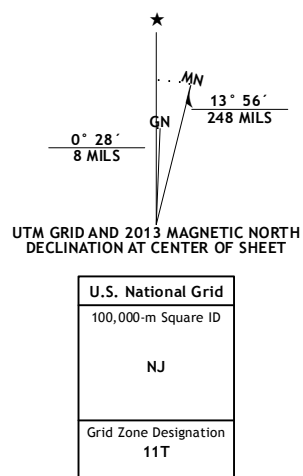 ★
MN
GN
13° 56´
248 MILS
0° 28´
8 MILS
UTM GRID AND 2013 MAGNETIC NORTH
DECLINATION AT CENTER OF SHEET
U.S. National Grid
100,000-m Square ID
NJ
Grid Zone Designation
11T